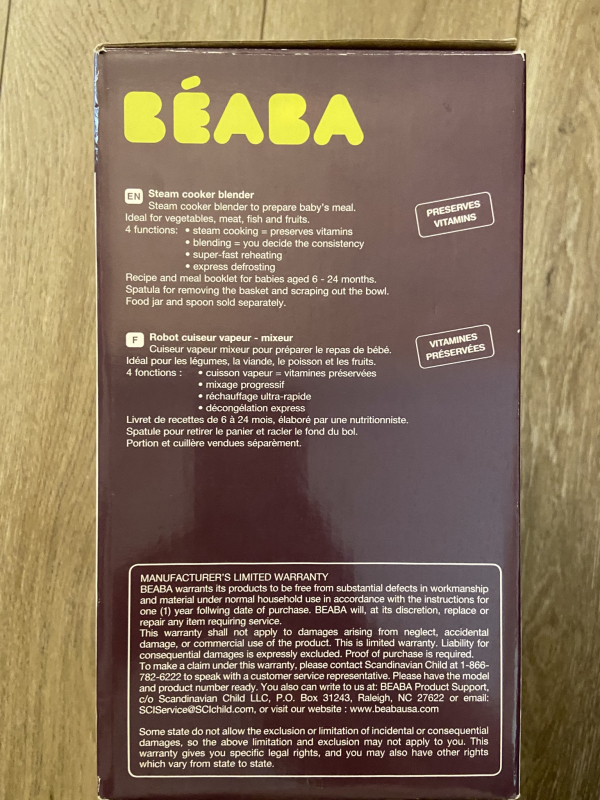 BÉABA
EN Steam cooker blender
Steam cooker blender to prepare baby's meal.
Ideal for vegetables, meat, fish and fruits.
4 functions: • steam cooking = preserves vitamins
• blending = you decide the consistency
• super-fast reheating
• express defrosting
Recipe and meal booklet for babies aged 6 - 24 months.
Spatula for removing the basket and scraping out the bowl.
Food jar and spoon sold separately.
PRESERVES
VITAMINS
F Robot cuiseur vapeur - mixeur
Cuiseur vapeur mixeur pour préparer le repas de bébé.
Idéal pour les légumes, la viande, le poisson et les fruits.
4 fonctions : • cuisson vapeur = vitamines préservées
• mixage progressif
• réchauffage ultra-rapide
• décongélation express
Livret de recettes de 6 à 24 mois, élaboré par une nutritionniste.
Spatule pour retirer le panier et racler le fond du bol.
Portion et cuillère vendues séparèment.
VITAMINES
PRÉSERVÉES
MANUFACTURER'S LIMITED WARRANTY
BEABA warrants its products to be free from substantial defects in workmanship
and material under normal household use in accordance with the instructions for
one (1) year follwing date of purchase. BEABA will, at its discretion, replace or
repair any item requiring service.
This warranty shall not apply to damages arising from neglect, accidental
damage, or commercial use of the product. This is limited warranty. Liability for
consequential damages is expressly excluded. Proof of purchase is required.
To make a claim under this warranty, please contact Scandinavian Child at 1-866-
782-6222 to speak with a customer service representative. Please have the model
and product number ready. You also can write to us at: BEABA Product Support,
c/o Scandinavian Child LLC, P.O. Box 31243, Raleigh, NC 27622 or email:
SCIService@SCIchild.com, or visit our website : www.beabausa.com
Some state do not allow the exclusion or limitation of incidental or consequential
damages, so the above limitation and exclusion may not apply to you. This
warranty gives you specific legal rights, and you may also have other rights
which vary from state to state.